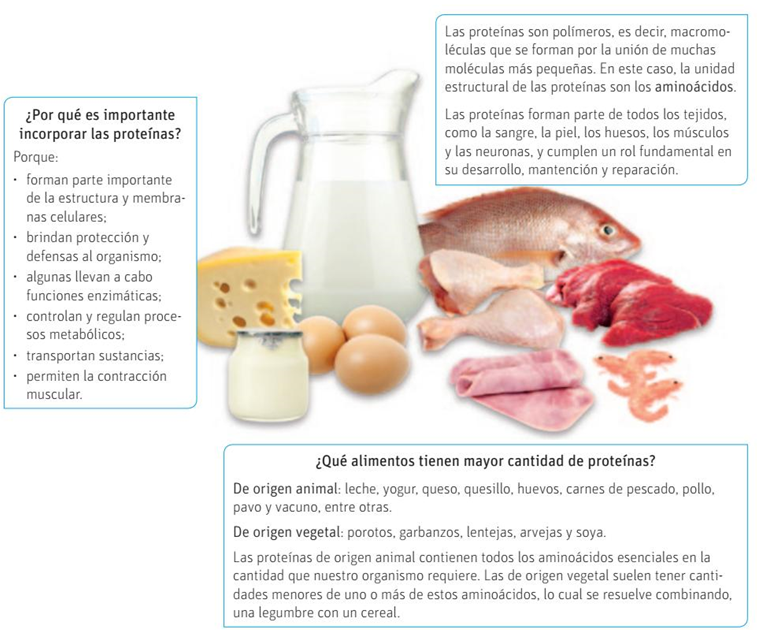 Las proteínas son polímeros, es decir, macromo-
léculas que se forman por la unión de muchas
moléculas más pequeñas. En este caso, la unidad
estructural de las proteínas son los aminoácidos.
Las proteínas forman parte de todos los tejidos,
como la sangre, la piel, los huesos, los músculos
y las neuronas, y cumplen un rol fundamental en
su desarrollo, mantención y reparación.
¿Por qué es importante
incorporar las proteínas?
Porque:
• forman parte importante
de la estructura y membra-
nas celulares;
• brindan protección y
defensas al organismo;
• algunas llevan a cabo
funciones enzimáticas;
• controlan y regulan proce-
sos metabólicos;
• transportan sustancias;
• permiten la contracción
muscular.
¿Qué alimentos tienen mayor cantidad de proteínas?
De origen animal: leche, yogur, queso, quesillo, huevos, carnes de pescado, pollo,
pavo y vacuno, entre otras.
De origen vegetal: porotos, garbanzos, lentejas, arvejas y soya.
Las proteínas de origen animal contienen todos los aminoácidos esenciales en la
cantidad que nuestro organismo requiere. Las de origen vegetal suelen tener canti-
dades menores de uno o más de estos aminoácidos, lo cual se resuelve combinando,
una legumbre con un cereal.